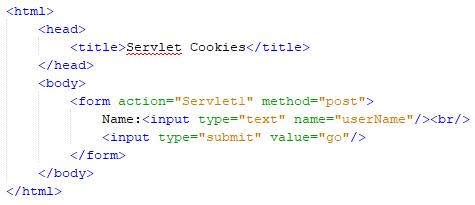 <html>
<head>
<title>Servlet Cookies</title>
</head>
<body>
<form action="Servlet1" method="post">
Name:<input type="text" name="userName"/><br/>
<input type="submit" value="go"/>
</form>
</body>
</html>